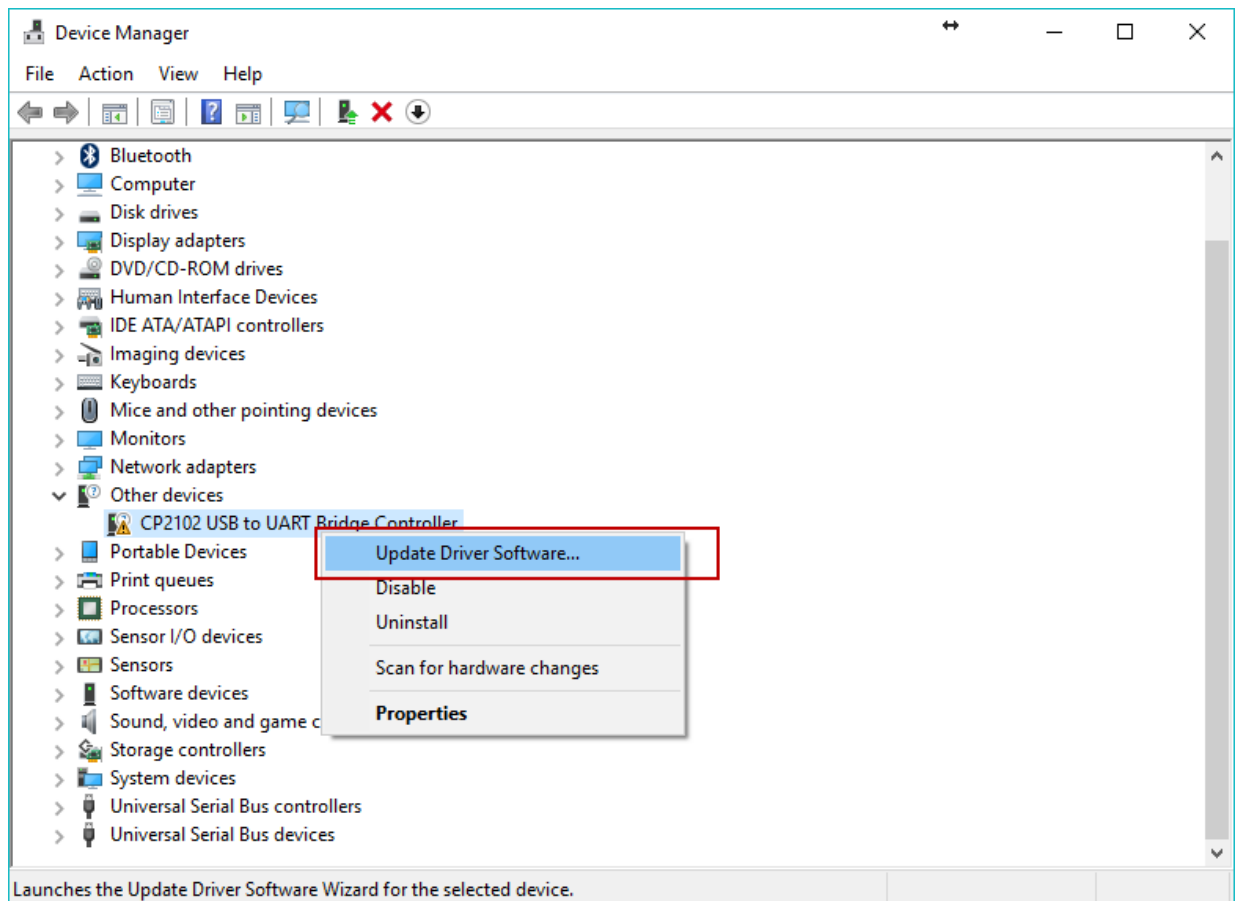 Device Manager
File Action View Help
Bluetooth
Computer
Disk drives
Display adapters
DVD/CD-ROM drives
Human Interface Devices
IDE ATA/ATAPI controllers
Imaging devices
Keyboards
Mice and other pointing devices
Monitors
Network adapters
Other devices
CP2102 USB to UART Bridge Controller
Portable Devices
Print queues
Processors
Sensor I/O devices
Sensors
Software devices
Sound, video and game c
Storage controllers
System devices
Universal Serial Bus controllers
Universal Serial Bus devices
Update Driver Software...
Disable
Uninstall
Scan for hardware changes
Properties
Launches the Update Driver Software Wizard for the selected device.